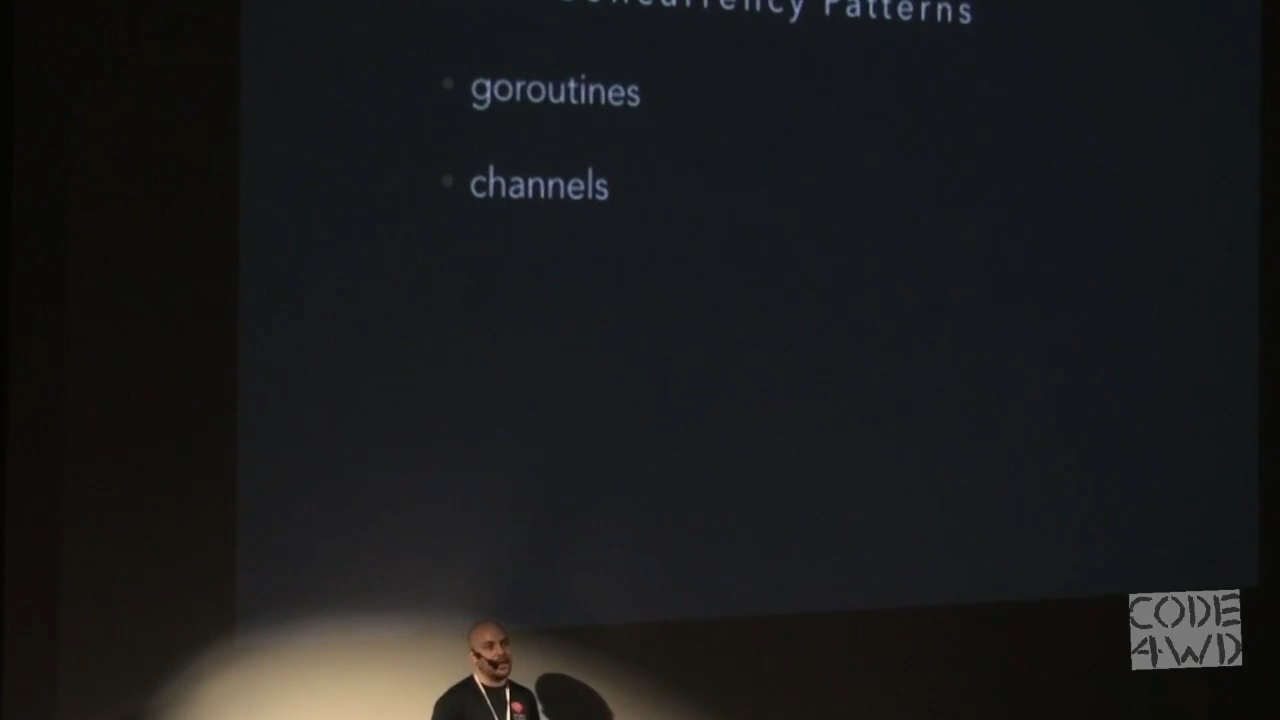 Concurrency Patterns
goroutines
channels
CODE
4WD